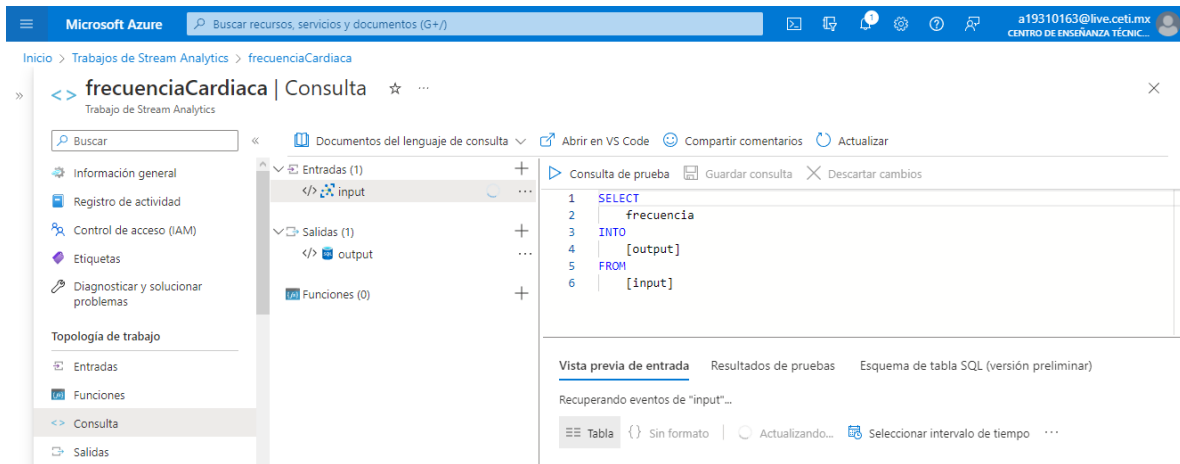 Microsoft Azure
Buscar recursos, servicios y documentos (G+/)
1
a19310163@live.ceti.mx
CENTRO DE ENSEÑANZA TÉCNIC...
Inicio > Trabajos de Stream Analytics > frecuenciaCardiaca
frecuenciaCardiaca | Consulta
Trabajo de Stream Analytics
Buscar
Información general
Registro de actividad
Control de acceso (IAM)
Etiquetas
Diagnosticar y solucionar
problemas
Topología de trabajo
Entradas
Funciones
Consulta
Salidas
Documentos del lenguaje de consulta
Abrir en VS Code
Compartir comentarios
Actualizar
Entradas (1)
input
Salidas (1)
output
Funciones (0)
Consulta de prueba
Guardar consulta
Descartar cambios
1 SELECT
2 frecuencia
3 INTO
4 [output]
5 FROM
6 [input]
Vista previa de entrada
Resultados de pruebas
Esquema de tabla SQL (versión preliminar)
Recuperando eventos de "input"...
Tabla
Sin formato
Actualizando...
Seleccionar intervalo de tiempo